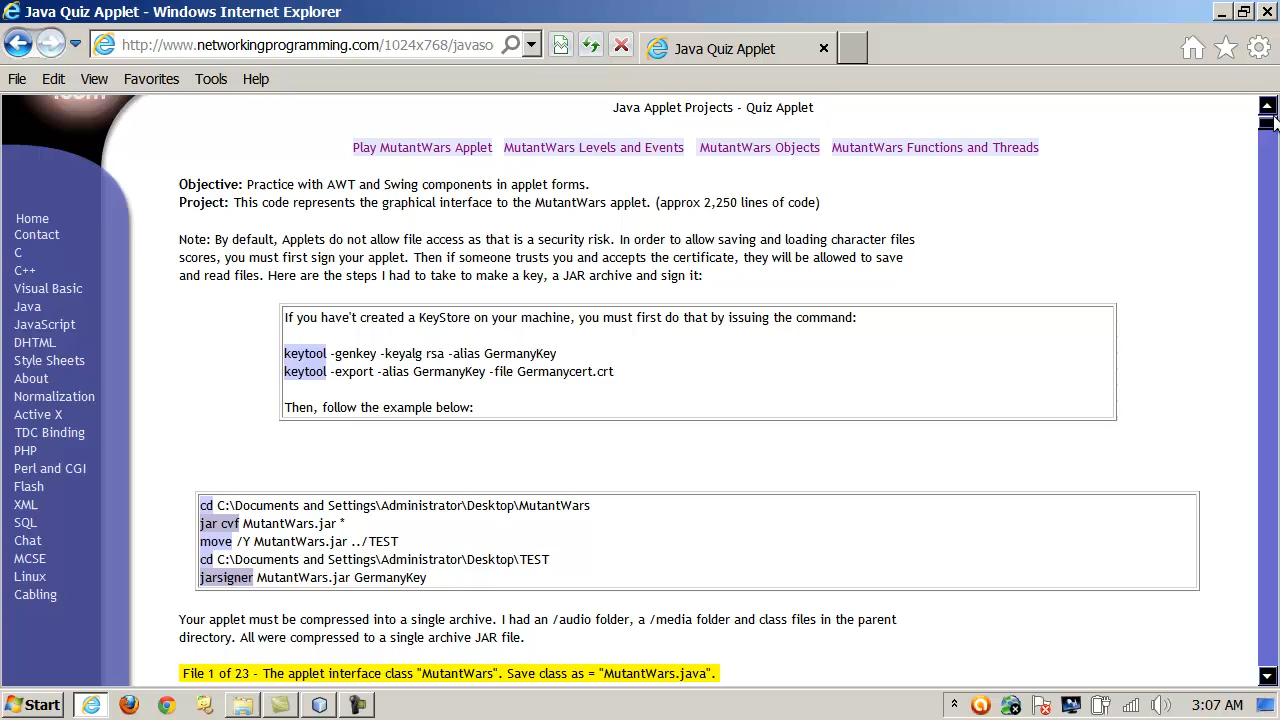 Java Quiz Applet - Windows Internet Explorer
http://www.networkingprogramming.com/1024x768/javaso
Java Quiz Applet
File Edit View Favorites Tools Help
.com
Java Applet Projects - Quiz Applet
Play MutantWars Applet MutantWars Levels and Events MutantWars Objects MutantWars Functions and Threads
Objective: Practice with AWT and Swing components in applet forms.
Project: This code represents the graphical interface to the MutantWars applet. (approx 2,250 lines of code)
Note: By default, Applets do not allow file access as that is a security risk. In order to allow saving and loading character files
scores, you must first sign your applet. Then if someone trusts you and accepts the certificate, they will be allowed to save
and read files. Here are the steps I had to take to make a key, a JAR archive and sign it:
If you have't created a KeyStore on your machine, you must first do that by issuing the command:
keytool -genkey -keyalg rsa -alias GermanyKey
keytool -export -alias GermanyKey -file Germanycert.crt
Then, follow the example below:
cd C:\Documents and Settings\Administrator\Desktop\MutantWars
jar cvf MutantWars.jar *
move /Y MutantWars.jar ../TEST
cd C:\Documents and Settings\Administrator\Desktop\TEST
jarsigner MutantWars.jar GermanyKey
Your applet must be compressed into a single archive. I had an /audio folder, a /media folder and class files in the parent
directory. All were compressed to a single archive JAR file.
File 1 of 23 - The applet interface class "MutantWars". Save class as = "MutantWars.java".
Home
Contact
C
C++
Visual Basic
Java
JavaScript
DHTML
Style Sheets
About
Normalization
Active X
TDC Binding
PHP
Perl and CGI
Flash
XML
SQL
Chat
MCSE
Linux
Cabling
Start
3:07 AM